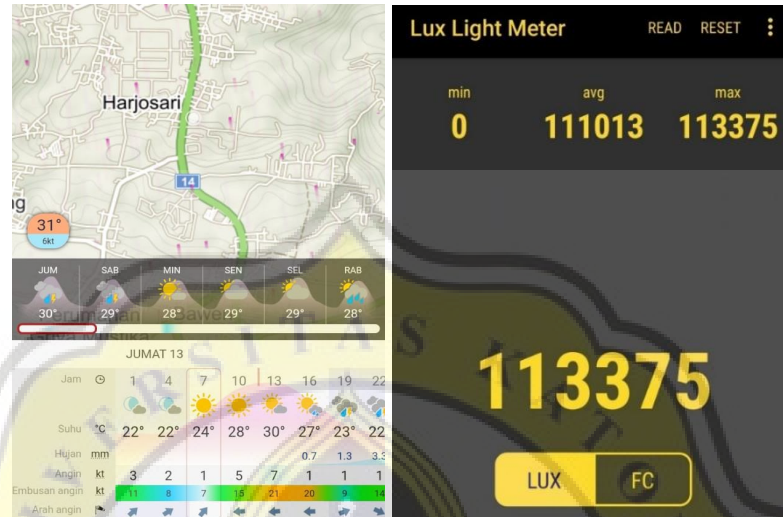 Harjosari
14
31°
6kt
JUM SAB MIN SEN SEL RAB
30° 29° 28° 29° 29° 28°
JUMAT 13
Jam 1 4 7 10 13 16 19 22
Suhu °C 22° 22° 24° 28° 30° 27° 23° 22
Hujan mm 0.7 1.3 3.3
Angin kt 3 2 1 5 7 1 1 1
Embusan angin kt 11 8 7 15 21 20 9 14
Arah angin
Lux Light Meter READ RESET
min avg max
0 111013 113375
113375
LUX FC